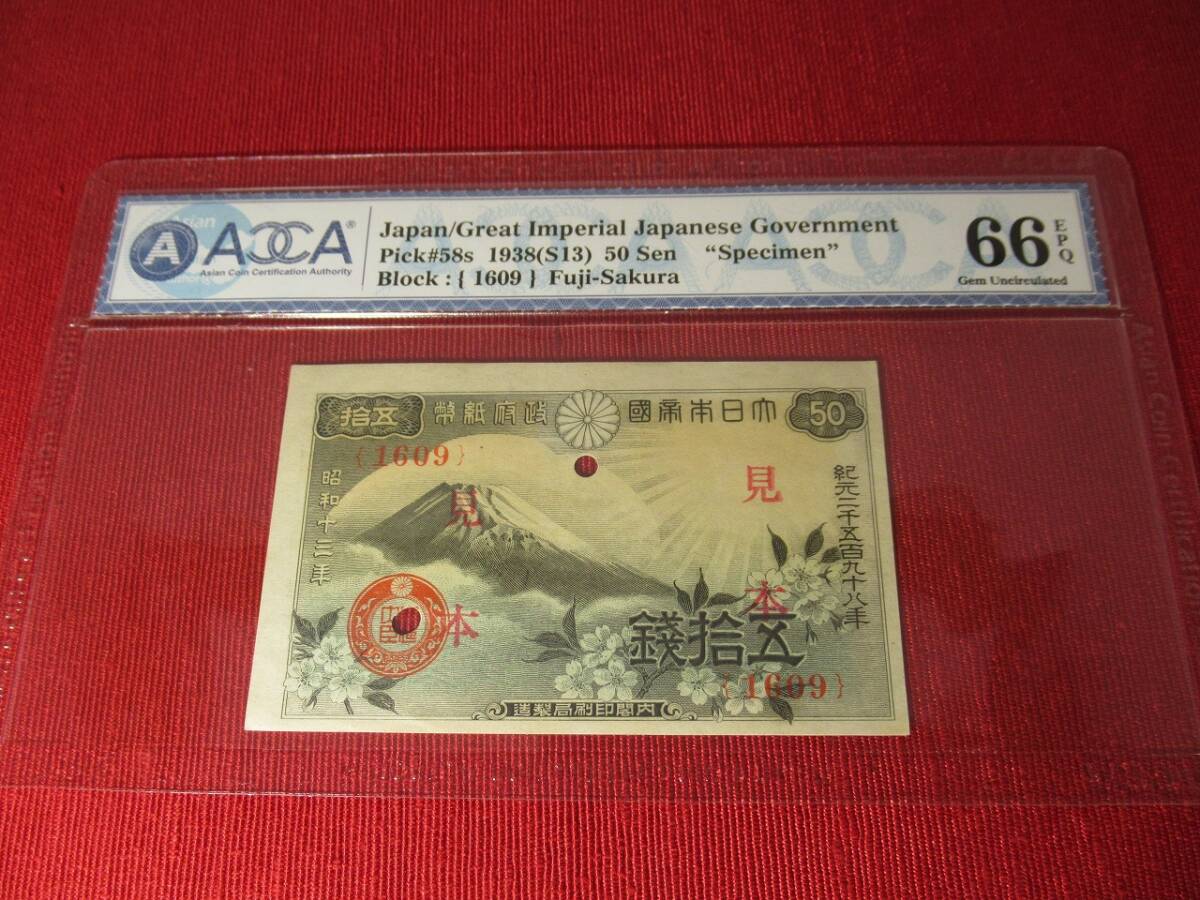 A ACCA® Asian
Asian Coin Certification Authority
Japan/Great Imperial Japanese Government
Pick#58s 1938(S13) 50 Sen "Specimen"
Block : { 1609 } Fuji-Sakura
66 EPQ
Gem Uncirculated
拾五 幣紙府政 國帝本日大 50
{1609}
見 見
昭和十三年
紀元二千五百九十八年
本 本
錢拾五
{1609}
造製局刷印閣內